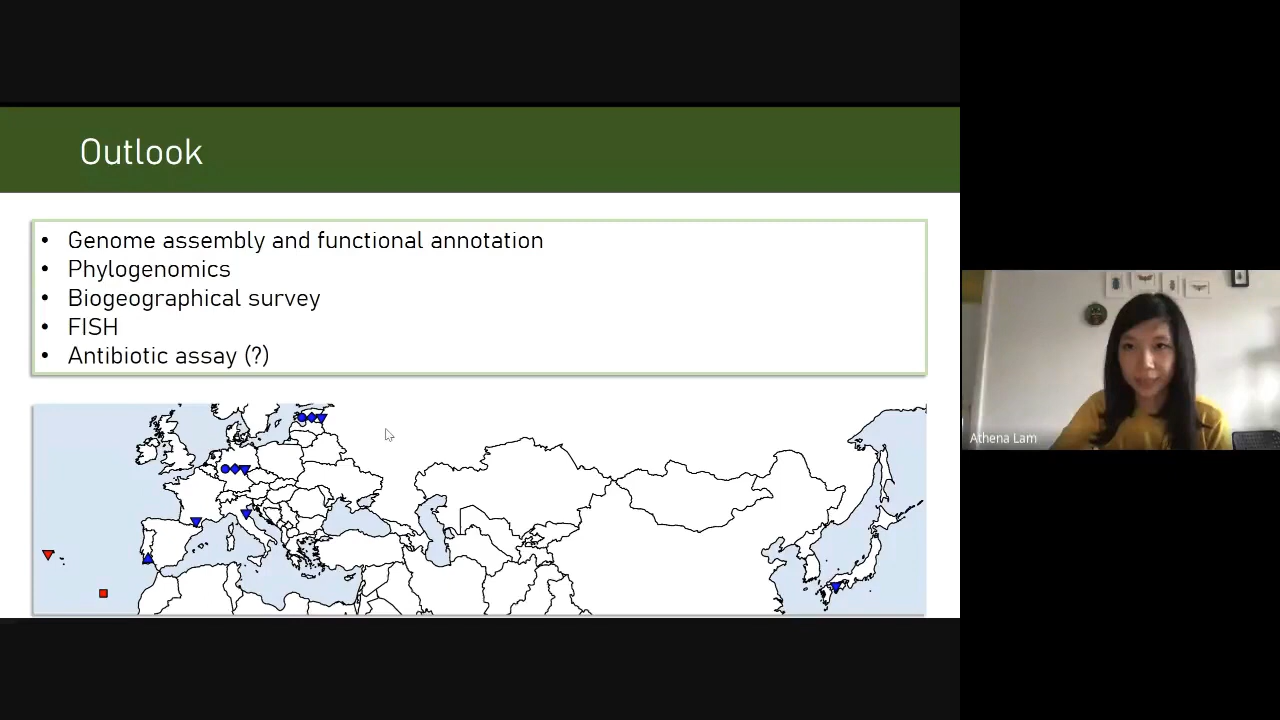 Outlook
• Genome assembly and functional annotation
• Phylogenomics
• Biogeographical survey
• FISH
• Antibiotic assay (?)
Athena Lam